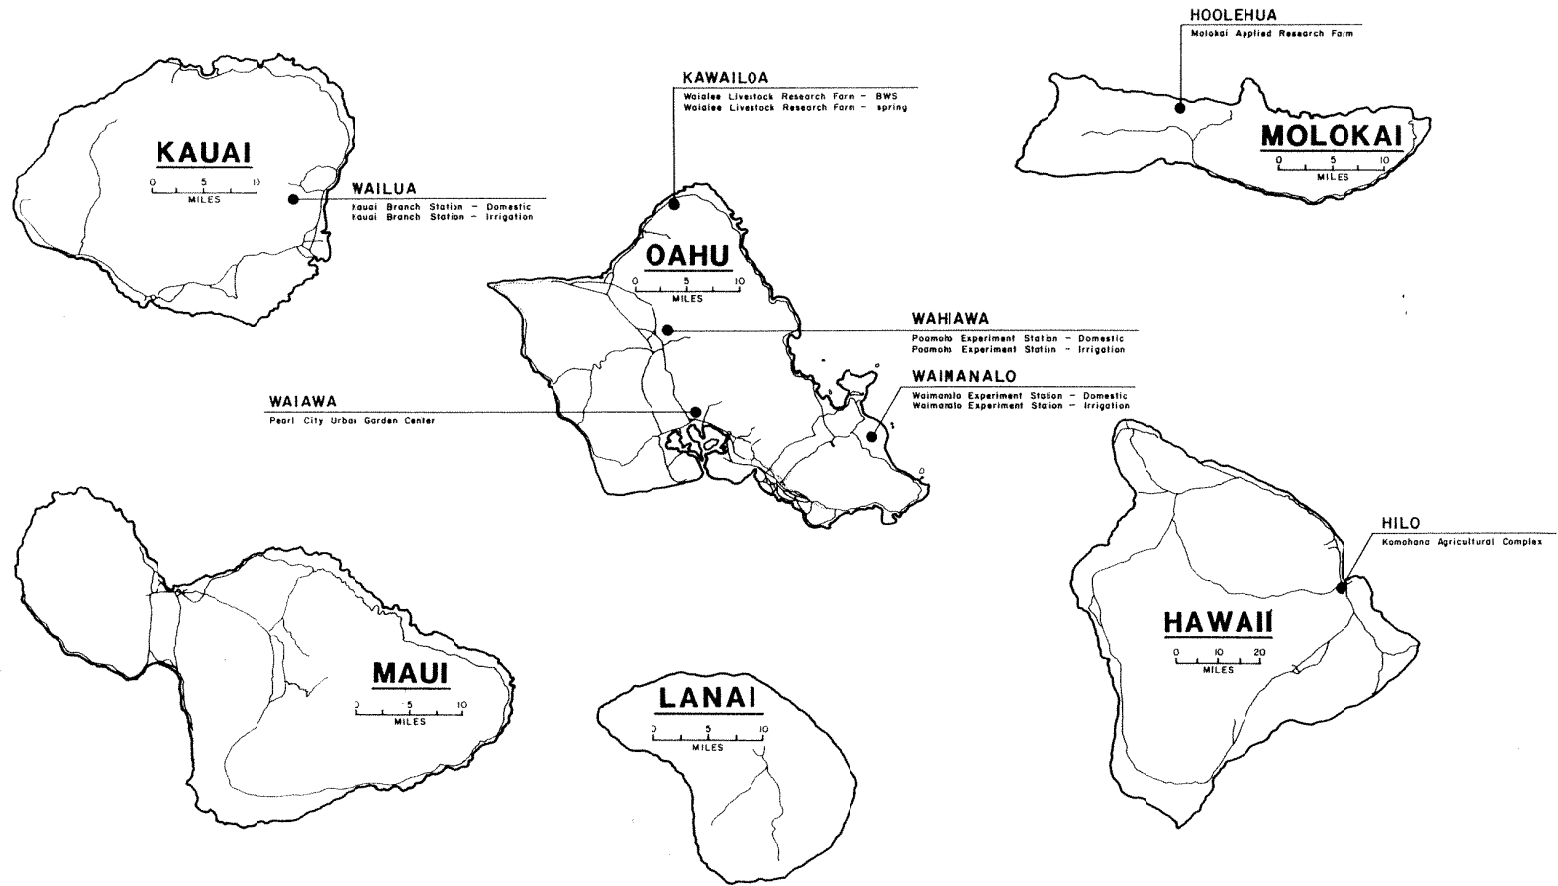 HOOLEHUA
Molokai Applied Research Farm
KAWAILOA
Waialee Livestock Research Farm - BWS
Waialee Livestock Research Farm - spring
MOLOKAI
0 5 10
MILES
KAUAI
0 5 10
MILES
WAILUA
Kauai Branch Station - Domestic
Kauai Branch Station - Irrigation
OAHU
0 5 10
MILES
WAHIAWA
Poamoho Experiment Station - Domestic
Poamoho Experiment Station - Irrigation
WAIMANALO
Waimanalo Experiment Station - Domestic
Waimanalo Experiment Staion - Irrigation
WAIAWA
Pearl City Urban Garden Center
HILO
Komohana Agricultural Complex
HAWAII
0 10 20
MILES
MAUI
0 5 10
MILES
LANAI
0 5 10
MILES